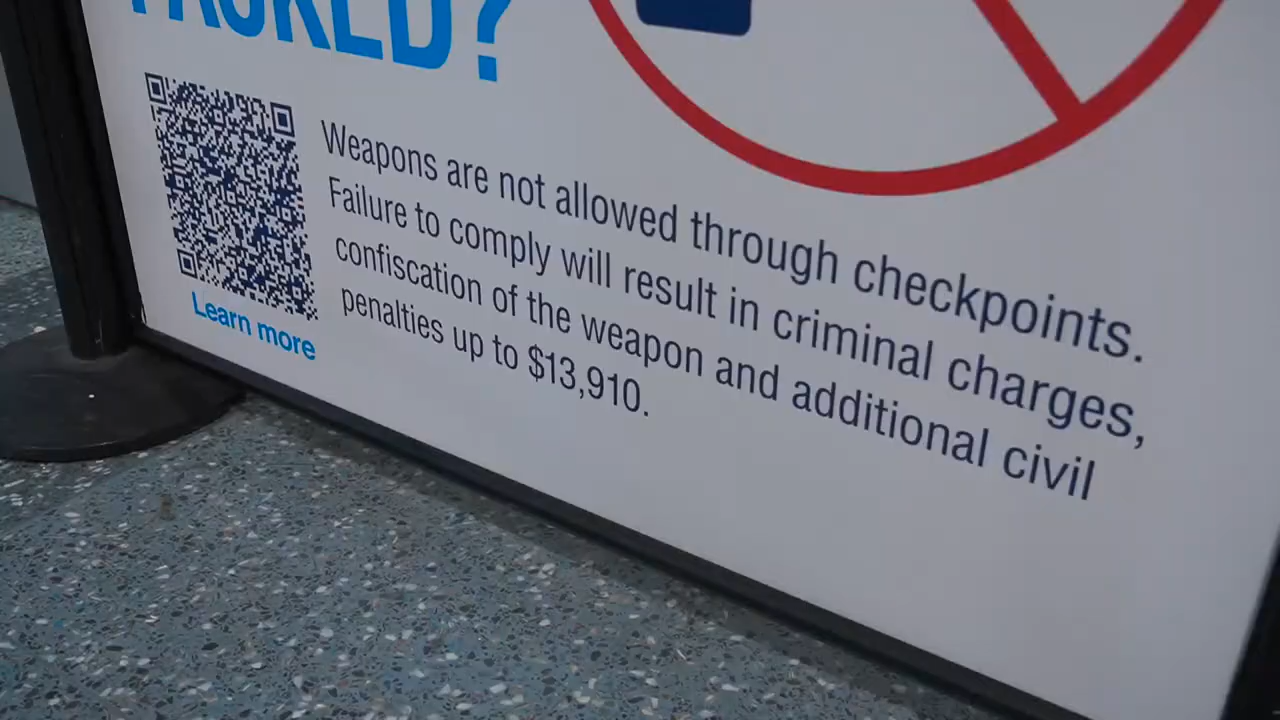 PACKED?
Weapons are not allowed through checkpoints.
Failure to comply will result in criminal charges,
confiscation of the weapon and additional civil
penalties up to $13,910.
Learn more